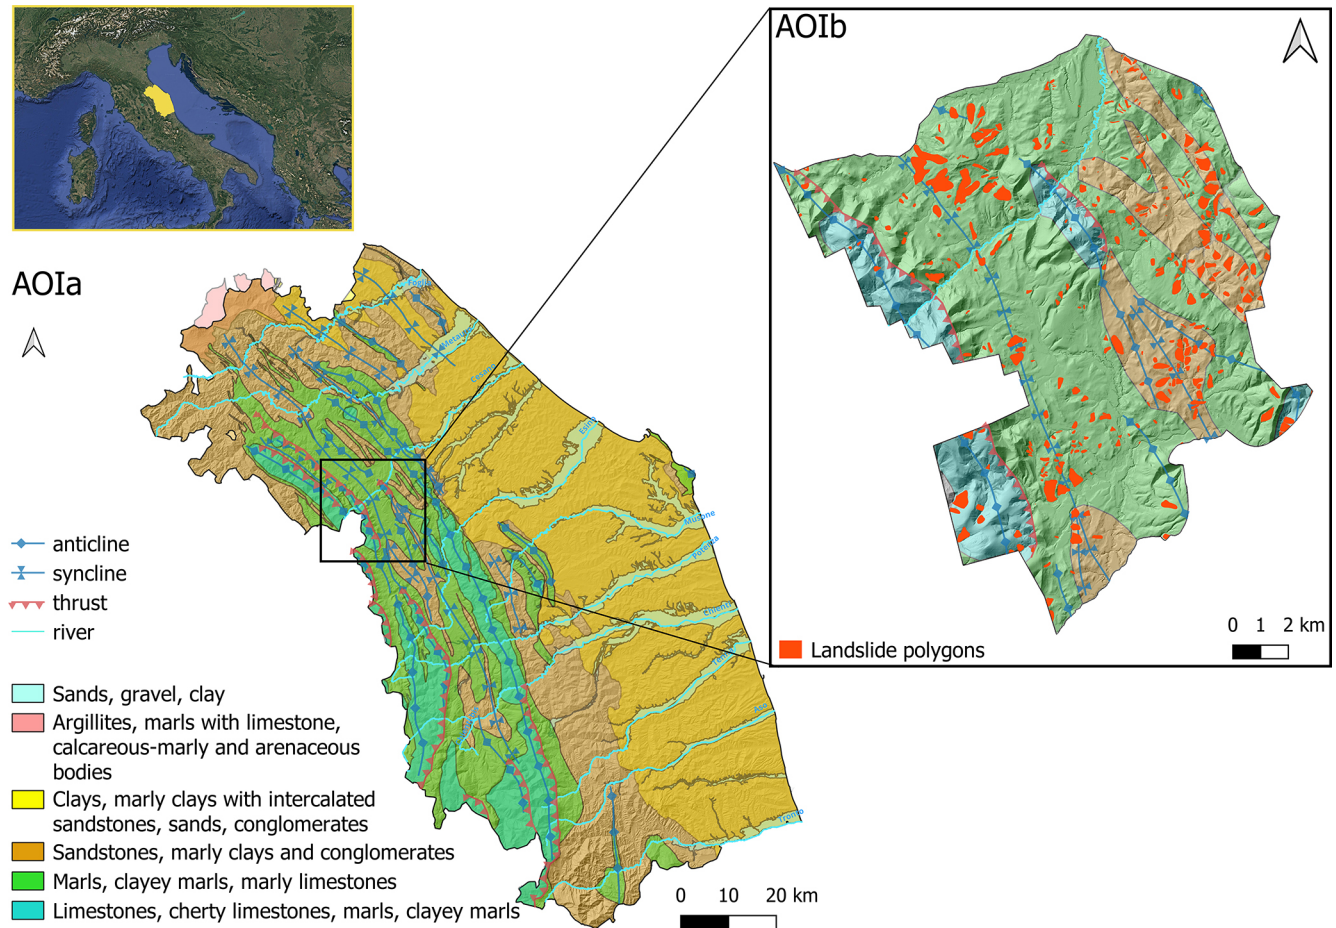 AOIb
AOIa
Foglia
Metauro
Cesano
Esino
Musone
Potenza
Chienti
Tenna
Aso
Tronto
anticline
syncline
thrust
river
Sands, gravel, clay
Argillites, marls with limestone,
calcareous-marly and arenaceous
bodies
Clays, marly clays with intercalated
sandstones, sands, conglomerates
Sandstones, marly clays and conglomerates
Marls, clayey marls, marly limestones
Limestones, cherty limestones, marls, clayey marls
0 10 20 km
Landslide polygons
0 1 2 km